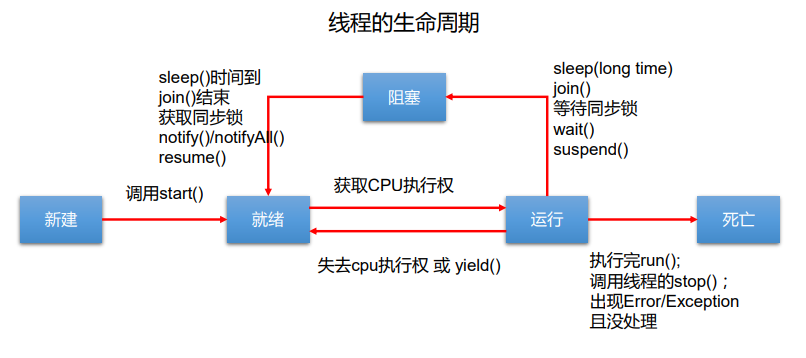 线程的生命周期
sleep()时间到
join()结束
获取同步锁
notify()/notifyAll()
resume()
阻塞
sleep(long time)
join()
等待同步锁
wait()
suspend()
新建
调用start()
就绪
获取CPU执行权
失去cpu执行权 或 yield()
运行
死亡
执行完run();
调用线程的stop() ;
出现Error/Exception
且没处理